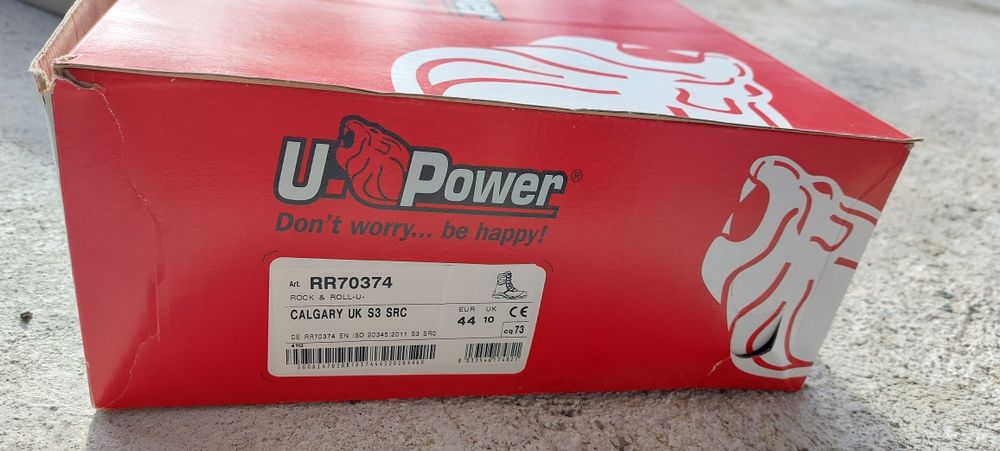 U Power®
Don't worry... be happy!
Art. RR70374
ROCK & ROLL-U-
CALGARY UK S3 SRC
EUR UK
44 10 CE
cq 73
CE RR70374 EN ISO 20345:2011 S3 SRC